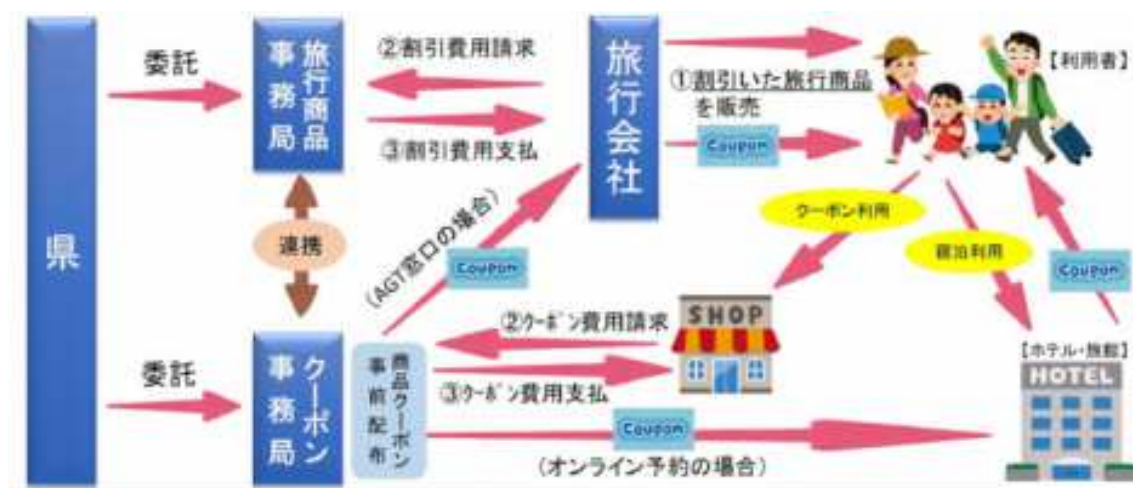 県
委託
旅行商品
事務局
②割引費用請求
③割引費用支払
旅行会社
①割引いた旅行商品
を販売
Coupon
【利用者】
連携
(AGT窓口の場合)
Coupon
クーポン利用
宿泊利用
Coupon
委託
クーポン
事務局
商品クーポン
事前配布
②クーポン費用請求
③クーポン費用支払
SHOP
【ホテル・旅館】
HOTEL
Coupon
(オンライン予約の場合)